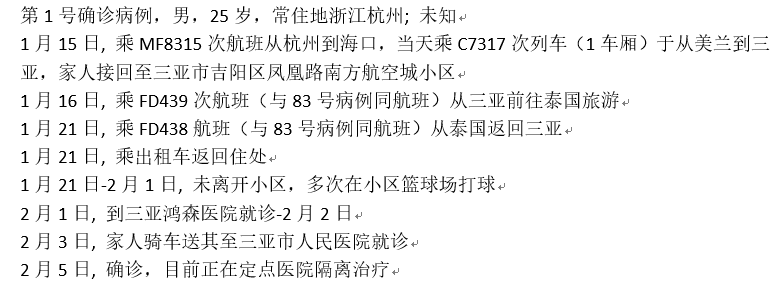 第 1 号确诊病例，男，25 岁，常住地浙江杭州; 未知
1 月 15 日, 乘 MF8315 次航班从杭州到海口，当天乘 C7317 次列车（1 车厢）于从美兰到三
亚，家人接回至三亚市吉阳区凤凰路南方航空城小区
1 月 16 日, 乘 FD439 次航班（与 83 号病例同航班）从三亚前往泰国旅游
1 月 21 日, 乘 FD438 航班（与 83 号病例同航班）从泰国返回三亚
1 月 21 日, 乘出租车返回住处
1 月 21 日-2 月 1 日, 未离开小区，多次在小区篮球场打球
2 月 1 日, 到三亚鸿森医院就诊-2 月 2 日
2 月 3 日, 家人骑车送其至三亚市人民医院就诊
2 月 5 日, 确诊，目前正在定点医院隔离治疗